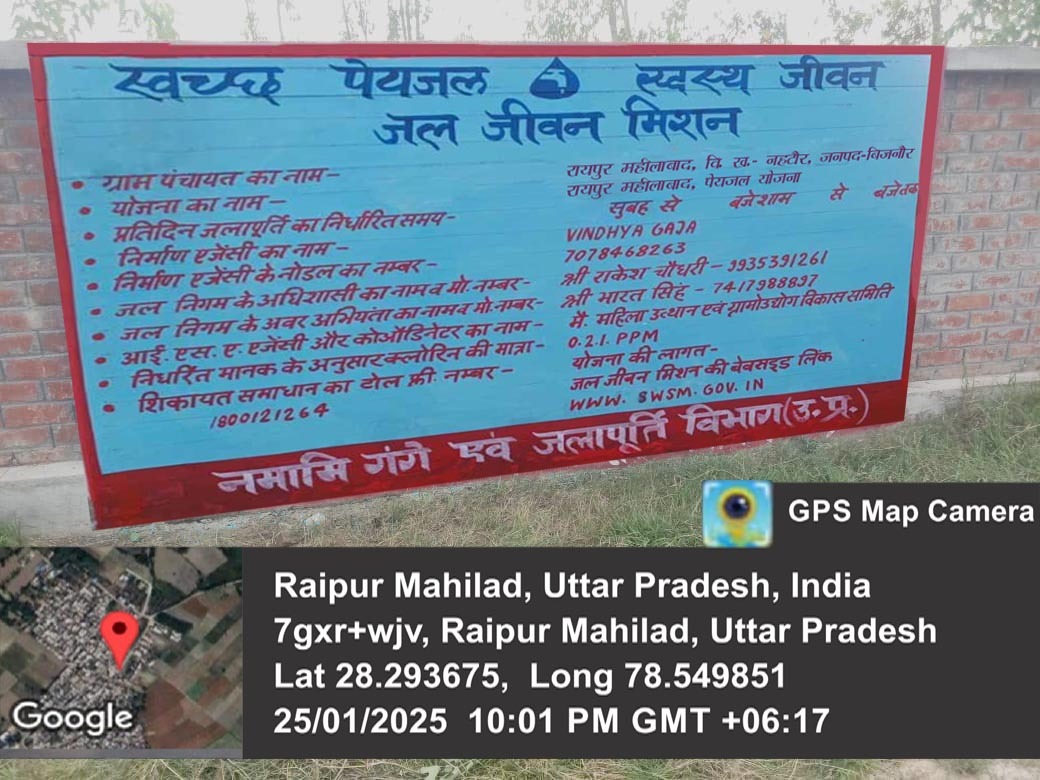 स्वच्छ पेयजल स्वस्थ जीवन
जल जीवन मिशन
• ग्राम पंचायत का नाम–
• योजना का नाम–
• प्रतिदिन जलापूर्ति का निर्धारित समय-
• निर्माण एजेंसी का नाम-
• निर्माण एजेंसी के नोडल का नम्बर-
• जल निगम के अधिशासी का नाम व मो. नम्बर-
• जल निगम के अवर अभियंता का नाम व मो. नम्बर-
• आई. एस. ए. एजेंसी और कोऑडिनेटर का नाम-
• निर्धारित मानक के अनुसार क्लोरिन की मात्रा-
• शिकायत समाधान का टोल फ्री. नम्बर-
1800121264
रायपुर महीलाबाद, वि. ख.- नहटौर, जनपद-बिजनौर
रायपुर महीलाबाद, पेयजल योजना
सुबह से बजे शाम से बजे तक
VINDHYA GAJA
7078468263
श्री राकेश चौधरी - 9935391261
श्री भारत सिंह - 7417988897
मै. महिला उत्थान एवं ग्रामोउद्योग विकास समिति
0.2.1. PPM
योजना की लागत-
जल जीवन मिशन की बेबसाइड लिंक
WWW. SWSM. GOV. IN
नमामि गंगे एवं जलापूर्ति विभाग (उ. प्र.)
GPS Map Camera
Google
Raipur Mahilad, Uttar Pradesh, India
7gxr+wjv, Raipur Mahilad, Uttar Pradesh
Lat 28.293675, Long 78.549851
25/01/2025 10:01 PM GMT +06:17